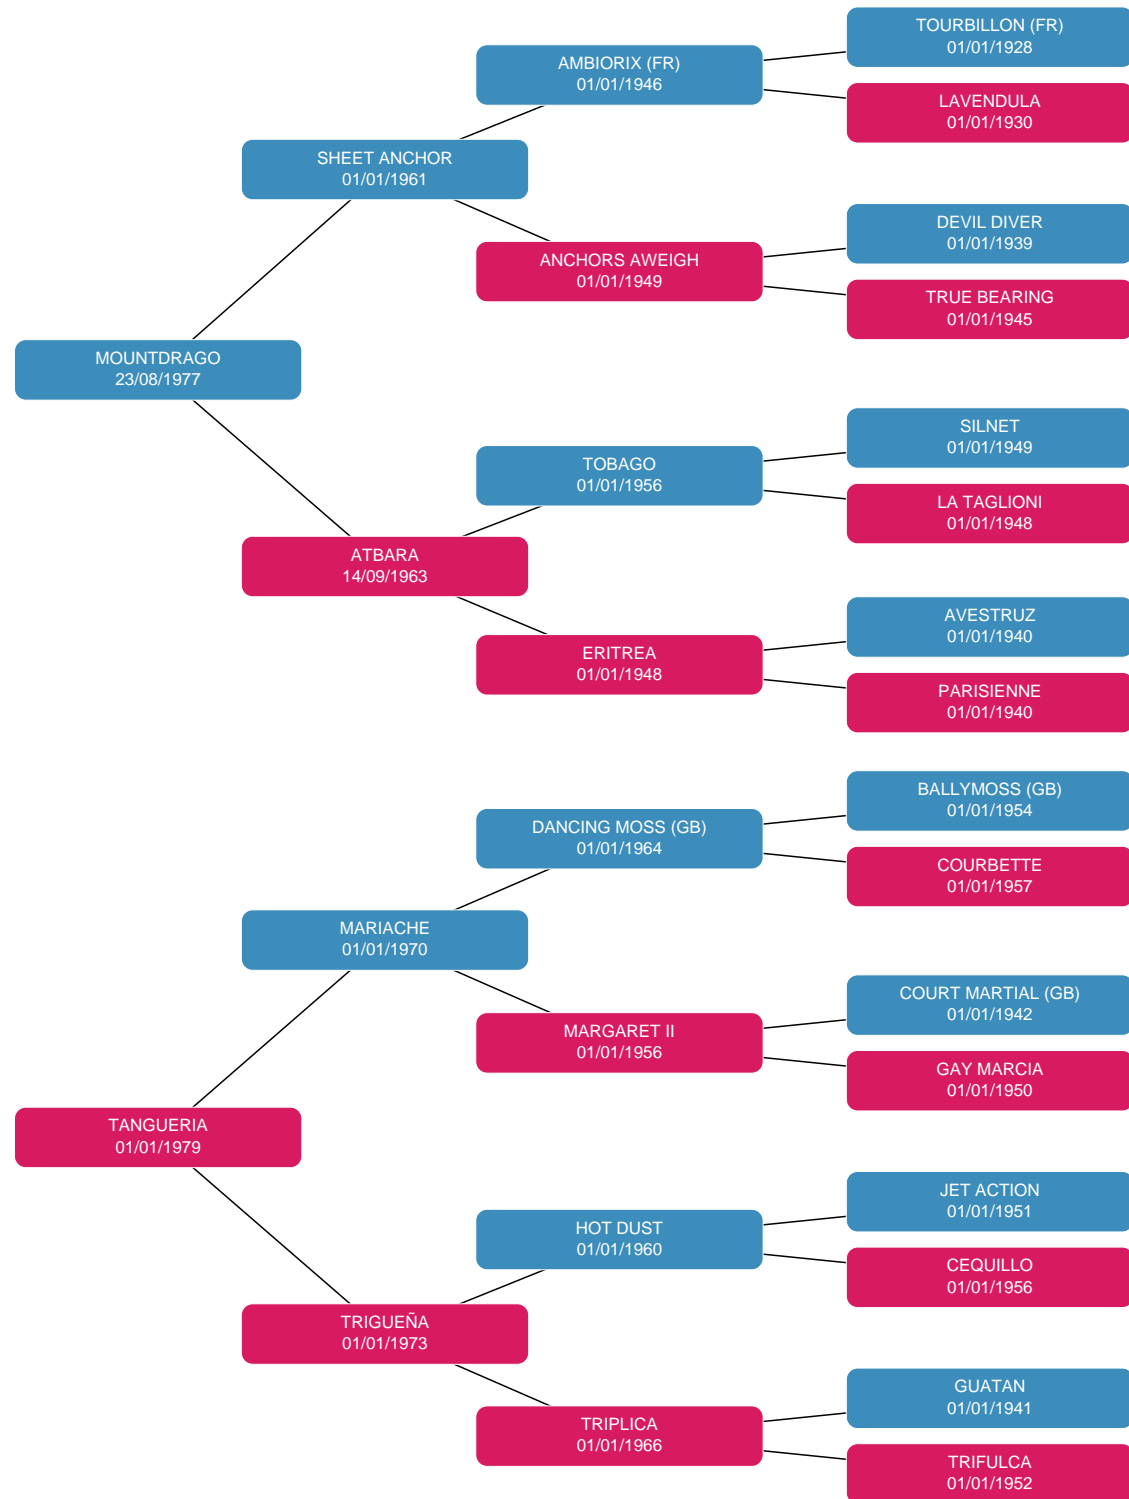 TOURBILLON (FR)
01/01/1928
AMBIORIX (FR)
01/01/1946
LAVENDULA
01/01/1930
SHEET ANCHOR
01/01/1961
DEVIL DIVER
01/01/1939
ANCHORS AWEIGH
01/01/1949
TRUE BEARING
01/01/1945
MOUNTDRAGO
23/08/1977
SILNET
01/01/1949
TOBAGO
01/01/1956
LA TAGLIONI
01/01/1948
ATBARA
14/09/1963
AVESTRUZ
01/01/1940
ERITREA
01/01/1948
PARISIENNE
01/01/1940
BALLYMOSS (GB)
01/01/1954
DANCING MOSS (GB)
01/01/1964
COURBETTE
01/01/1957
MARIACHE
01/01/1970
COURT MARTIAL (GB)
01/01/1942
MARGARET II
01/01/1956
GAY MARCIA
01/01/1950
TANGUERIA
01/01/1979
JET ACTION
01/01/1951
HOT DUST
01/01/1960
CEQUILLO
01/01/1956
TRIGUEÑA
01/01/1973
GUATAN
01/01/1941
TRIPLICA
01/01/1966
TRIFULCA
01/01/1952